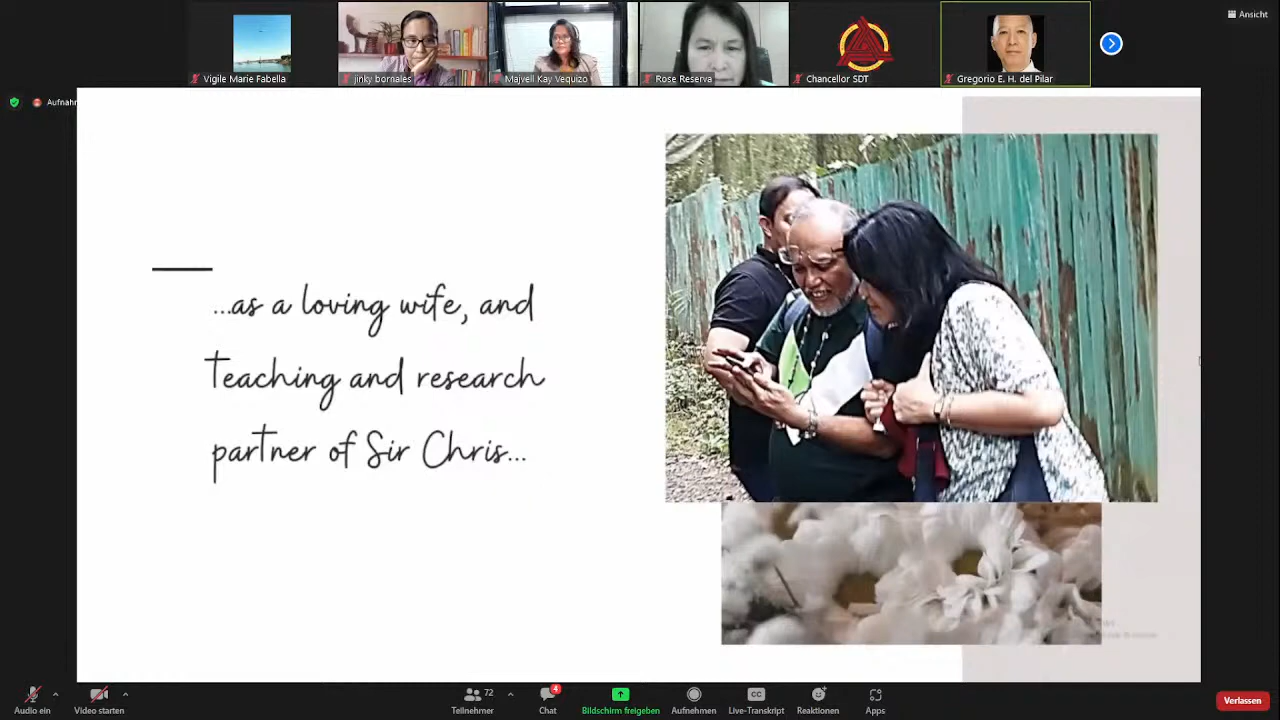 Ansicht
Vigile Marie Fabella
jinky bornales
Majvell Kay Vequizo
Rose Reserva
Chancellor SDT
Gregorio E. H. del Pilar
Aufnahm
...as a loving wife, and
teaching and research
partner of Sir Chris...
Audio ein
Video starten
72
Teilnehmer
4
Chat
Bildschirm freigeben
Aufnehmen
CC
Live-Transkript
Reaktionen
Apps
Verlassen